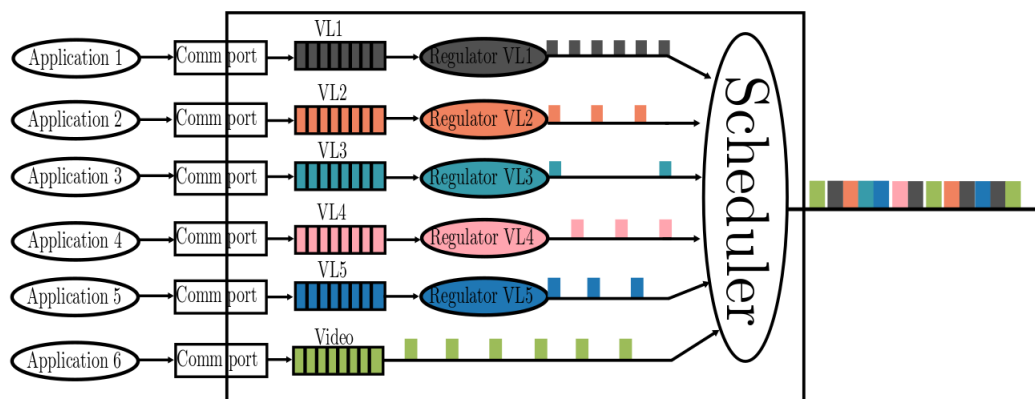 VL1
Application 1 Comm port Regulator VL1
VL2
Application 2 Comm port Regulator VL2
VL3
Application 3 Comm port Regulator VL3
VL4
Application 4 Comm port Regulator VL4
VL5
Application 5 Comm port Regulator VL5
Video
Application 6 Comm port
Scheduler